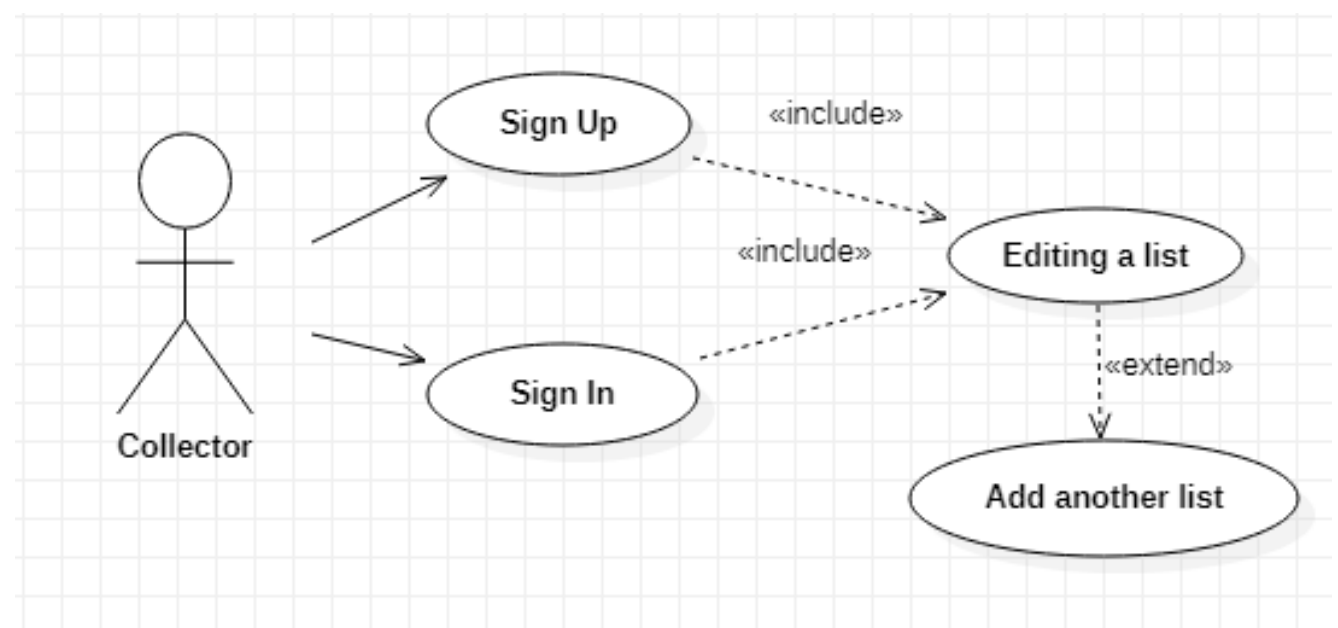 Sign Up
«include»
«include»
Editing a list
«extend»
Sign In
Collector
Add another list